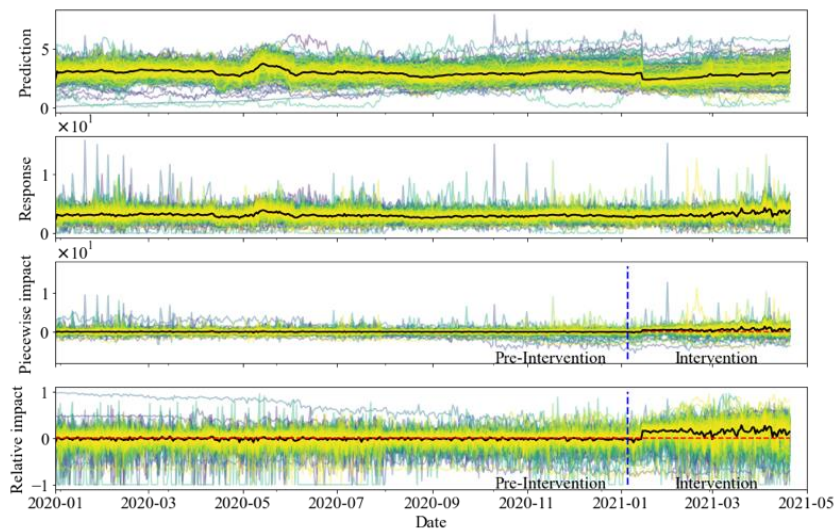 Prediction
5
0
×10¹
Response
1
0
×10¹
Piecewise impact
1
0
Pre-Intervention Intervention
Relative impact
1
0
−1
Pre-Intervention Intervention
2020-01 2020-03 2020-05 2020-07 2020-09 2020-11 2021-01 2021-03 2021-05
Date